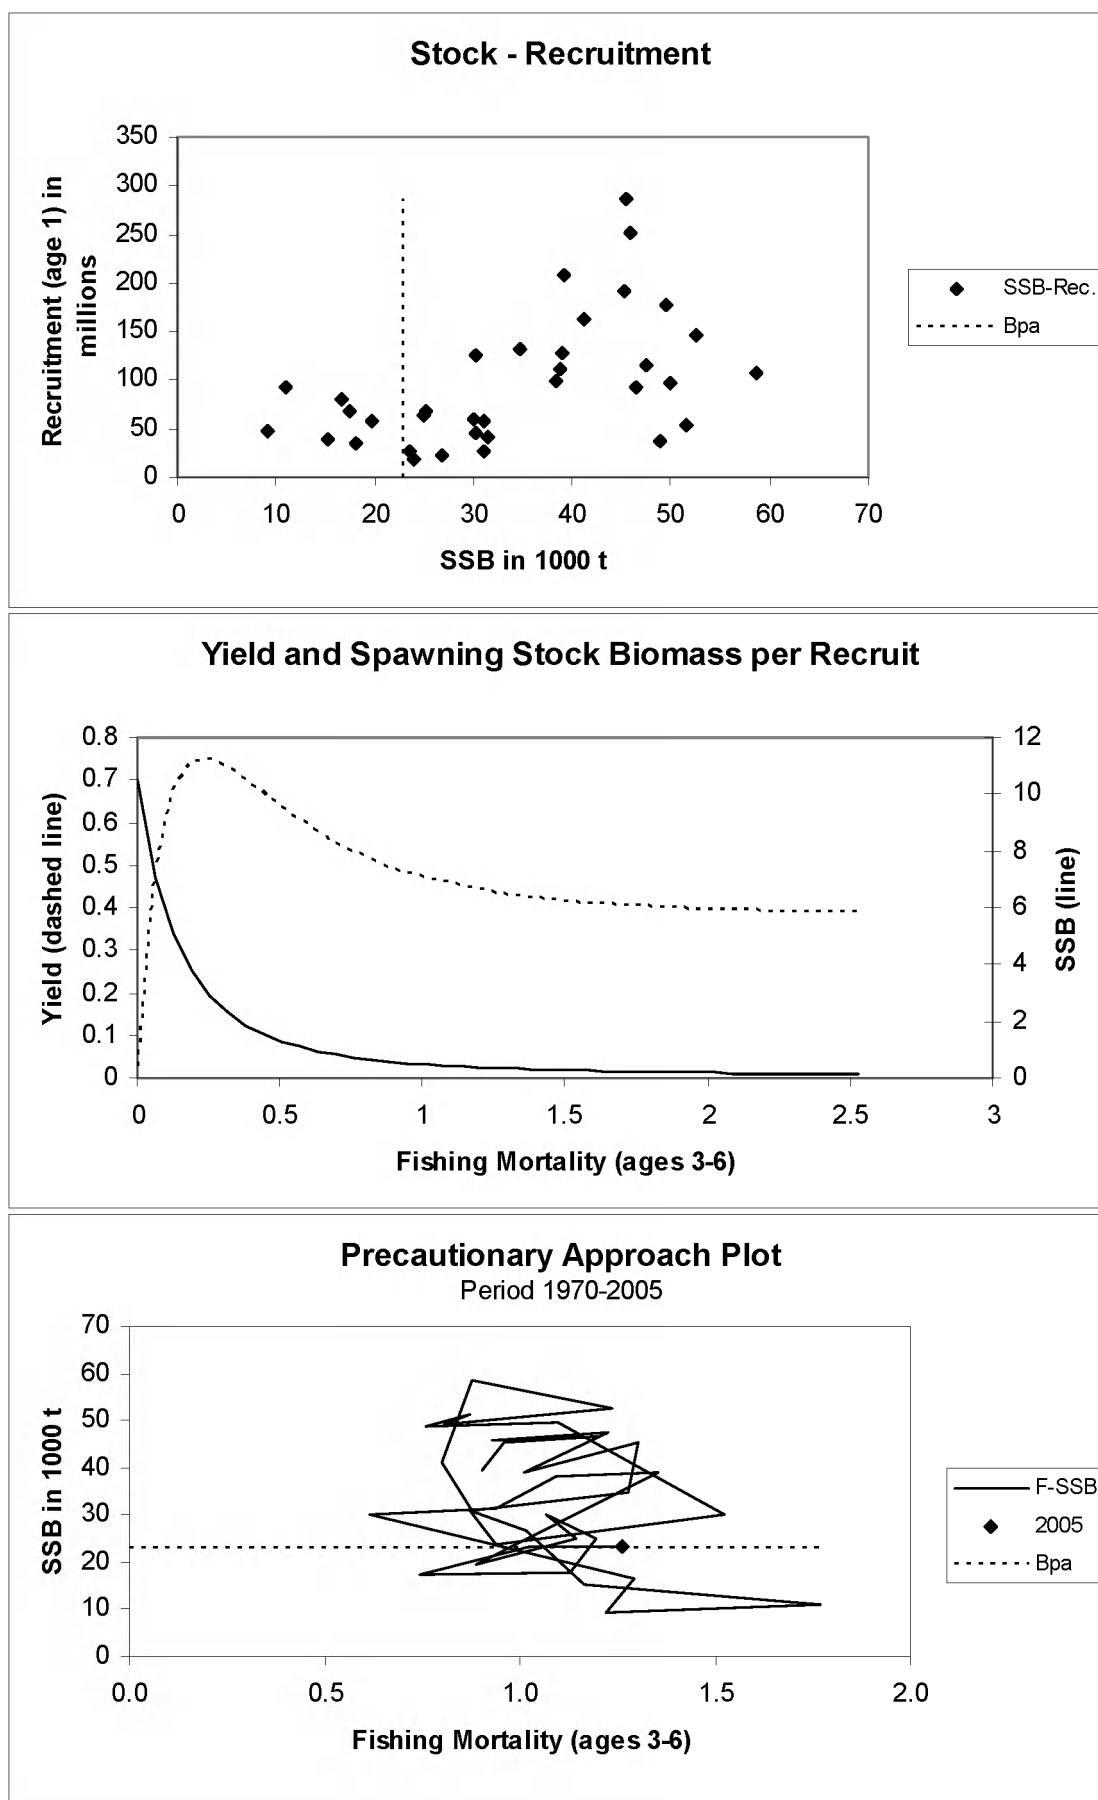 Stock - Recruitment
350
300
250
200
150
100
50
0
Recruitment (age 1) in
millions
0 10 20 30 40 50 60 70
SSB in 1000 t
SSB-Rec.
Bpa
Yield and Spawning Stock Biomass per Recruit
0.8
0.7
0.6
0.5
0.4
0.3
0.2
0.1
0
Yield (dashed line)
12
10
8
6
4
2
0
SSB (line)
0 0.5 1 1.5 2 2.5 3
Fishing Mortality (ages 3-6)
Precautionary Approach Plot
Period 1970-2005
70
60
50
40
30
20
10
0
SSB in 1000 t
0.0 0.5 1.0 1.5 2.0
Fishing Mortality (ages 3-6)
F-SSB
2005
Bpa